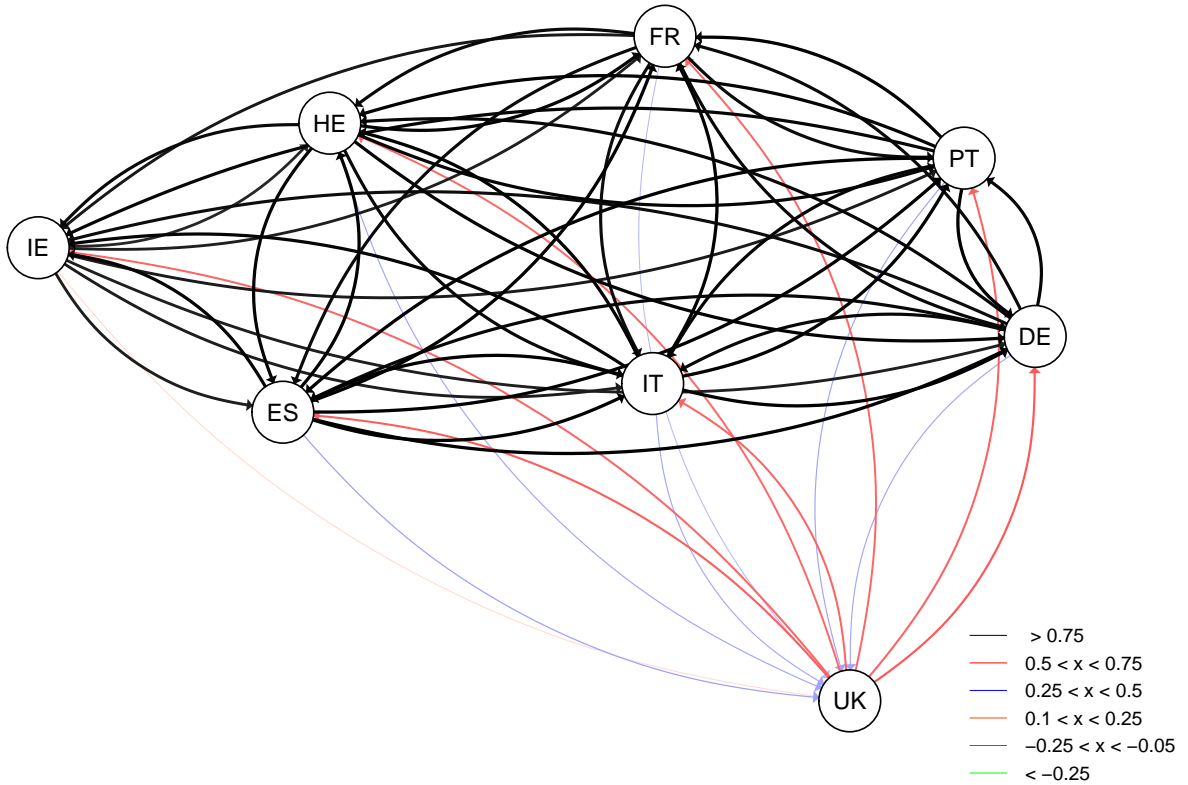 FR
HE
PT
IE
DE
IT
ES
UK
> 0.75
0.5 < x < 0.75
0.25 < x < 0.5
0.1 < x < 0.25
−0.25 < x < −0.05
< −0.25